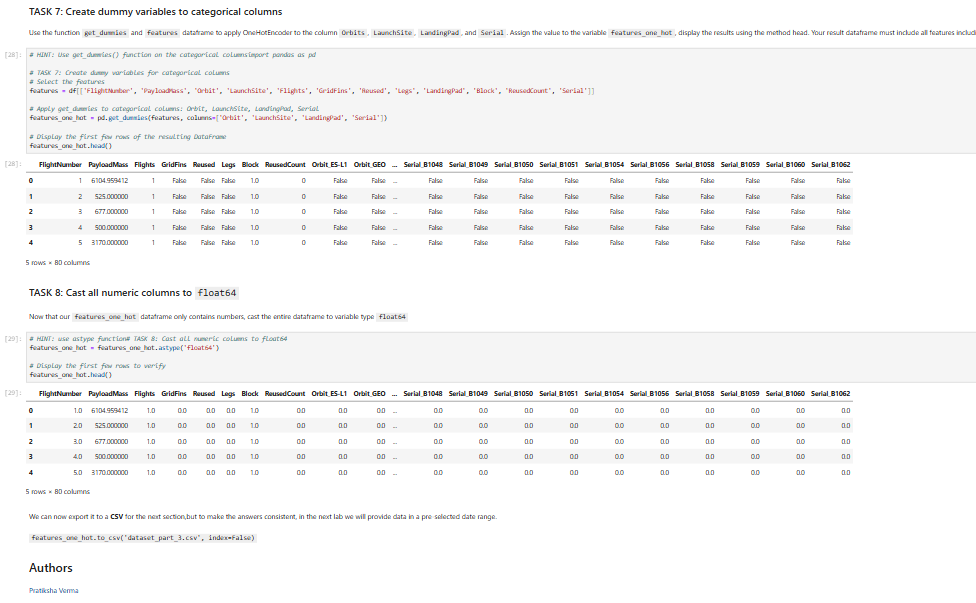 TASK 7: Create dummy variables to categorical columns
Use the function get_dummies and features dataframe to apply OneHotEncoder to the column Orbits , LaunchSite , LandingPad , and Serial . Assign the value to the variable features_one_hot , display the results using the method head. Your result dataframe must include all features includi
[28]: # HINT: Use get_dummies() function on the categorical columnsimport pandas as pd
# TASK 7: Create dummy variables for categorical columns
# Select the features
features = df[['FlightNumber', 'PayloadMass', 'Orbit', 'LaunchSite', 'Flights', 'GridFins', 'Reused', 'Legs', 'LandingPad', 'Block', 'ReusedCount', 'Serial']]
# Apply get_dummies to categorical columns: Orbit, LaunchSite, LandingPad, Serial
features_one_hot = pd.get_dummies(features, columns=['Orbit', 'LaunchSite', 'LandingPad', 'Serial'])
# Display the first few rows of the resulting DataFrame
features_one_hot.head()
[28]: FlightNumber PayloadMass Flights GridFins Reused Legs Block ReusedCount Orbit_ES-L1 Orbit_GEO ... Serial_B1048 Serial_B1049 Serial_B1050 Serial_B1051 Serial_B1054 Serial_B1056 Serial_B1058 Serial_B1059 Serial_B1060 Serial_B1062
0 1 6104.959412 1 False False False 1.0 0 False False ... False False False False False False False False False False
1 2 525.000000 1 False False False 1.0 0 False False ... False False False False False False False False False False
2 3 677.000000 1 False False False 1.0 0 False False ... False False False False False False False False False False
3 4 500.000000 1 False False False 1.0 0 False False ... False False False False False False False False False False
4 5 3170.000000 1 False False False 1.0 0 False False ... False False False False False False False False False False
5 rows × 80 columns
TASK 8: Cast all numeric columns to float64
Now that our features_one_hot dataframe only contains numbers, cast the entire dataframe to variable type float64
[29]: # HINT: use astype function# TASK 8: Cast all numeric columns to float64
features_one_hot = features_one_hot.astype('float64')
# Display the first few rows to verify
features_one_hot.head()
[29]: FlightNumber PayloadMass Flights GridFins Reused Legs Block ReusedCount Orbit_ES-L1 Orbit_GEO ... Serial_B1048 Serial_B1049 Serial_B1050 Serial_B1051 Serial_B1054 Serial_B1056 Serial_B1058 Serial_B1059 Serial_B1060 Serial_B1062
0 1.0 6104.959412 1.0 0.0 0.0 0.0 1.0 0.0 0.0 0.0 ... 0.0 0.0 0.0 0.0 0.0 0.0 0.0 0.0 0.0 0.0
1 2.0 525.000000 1.0 0.0 0.0 0.0 1.0 0.0 0.0 0.0 ... 0.0 0.0 0.0 0.0 0.0 0.0 0.0 0.0 0.0 0.0
2 3.0 677.000000 1.0 0.0 0.0 0.0 1.0 0.0 0.0 0.0 ... 0.0 0.0 0.0 0.0 0.0 0.0 0.0 0.0 0.0 0.0
3 4.0 500.000000 1.0 0.0 0.0 0.0 1.0 0.0 0.0 0.0 ... 0.0 0.0 0.0 0.0 0.0 0.0 0.0 0.0 0.0 0.0
4 5.0 3170.000000 1.0 0.0 0.0 0.0 1.0 0.0 0.0 0.0 ... 0.0 0.0 0.0 0.0 0.0 0.0 0.0 0.0 0.0 0.0
5 rows × 80 columns
We can now export it to a CSV for the next section,but to make the answers consistent, in the next lab we will provide data in a pre-selected date range.
features_one_hot.to_csv('dataset_part_3.csv', index=False)
Authors
Pratiksha Verma